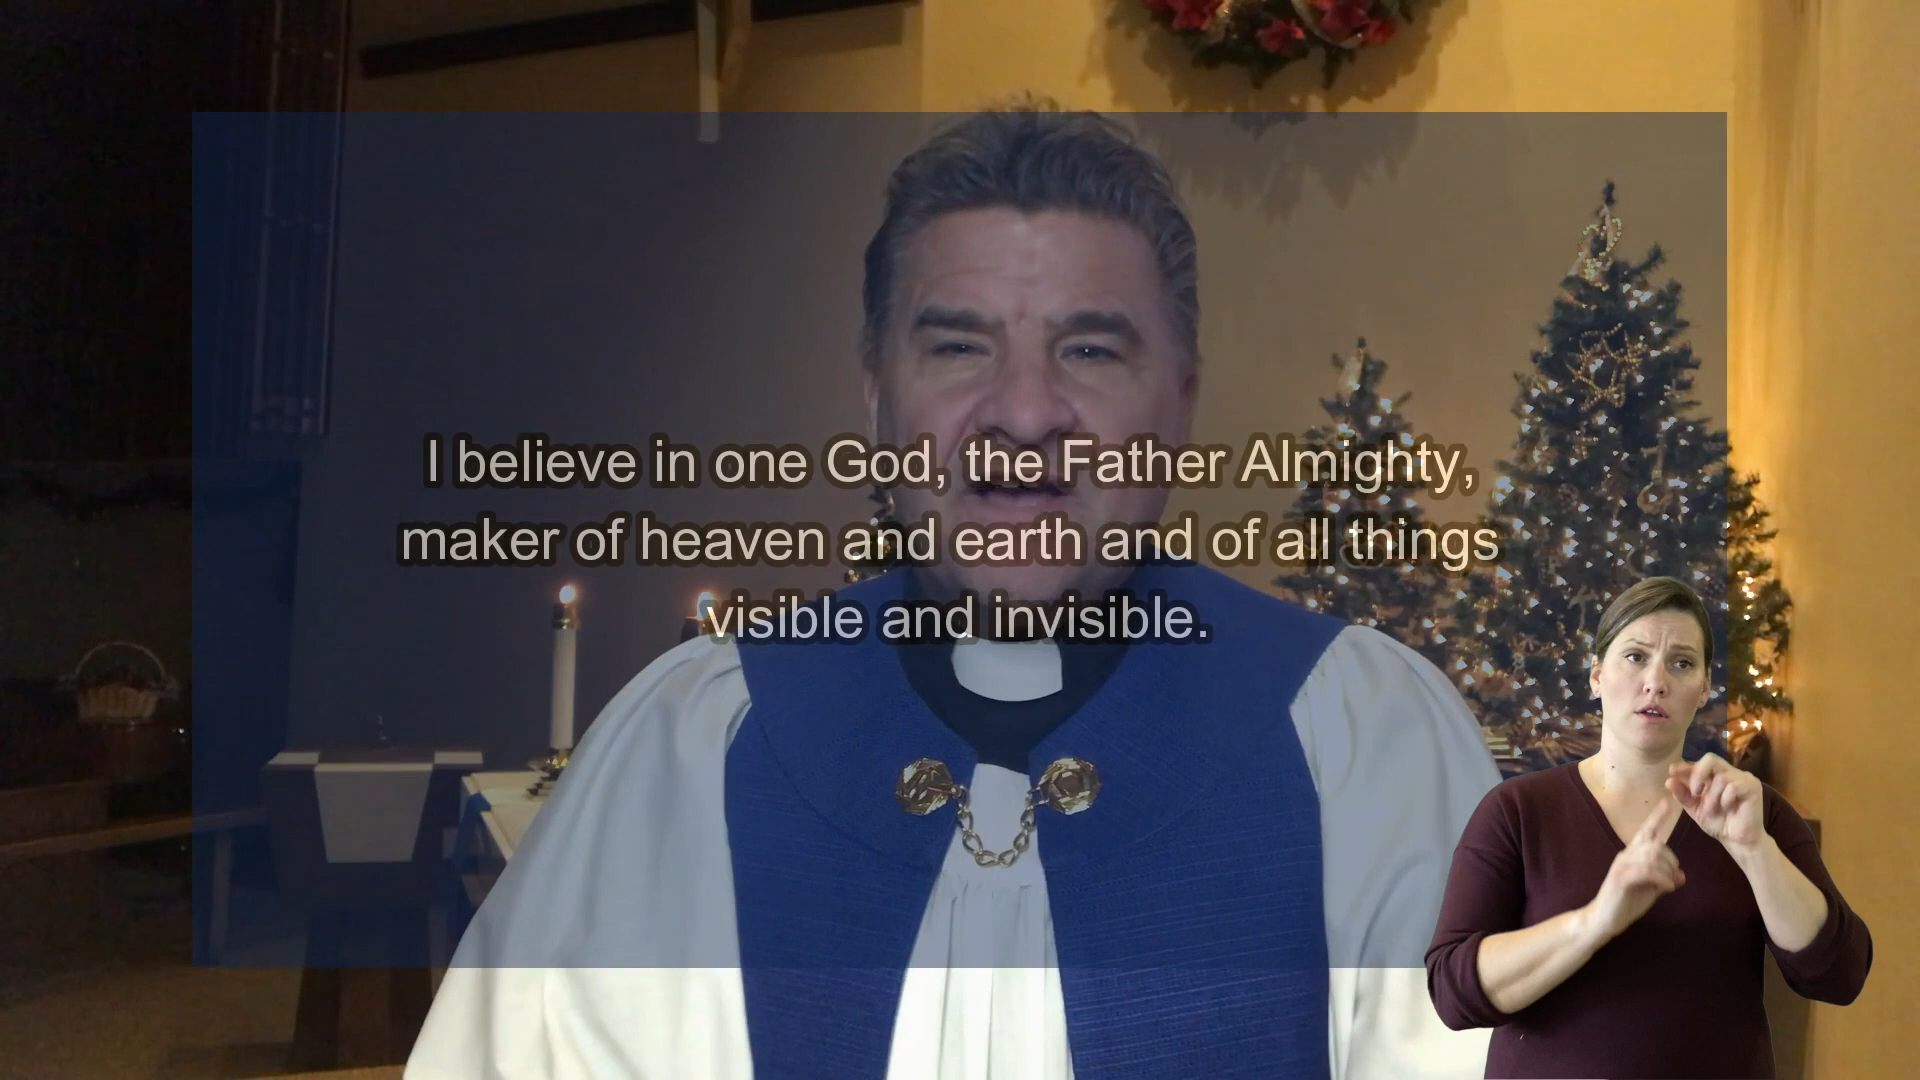 I believe in one God, the Father Almighty,
maker of heaven and earth and of all things
visible and invisible.